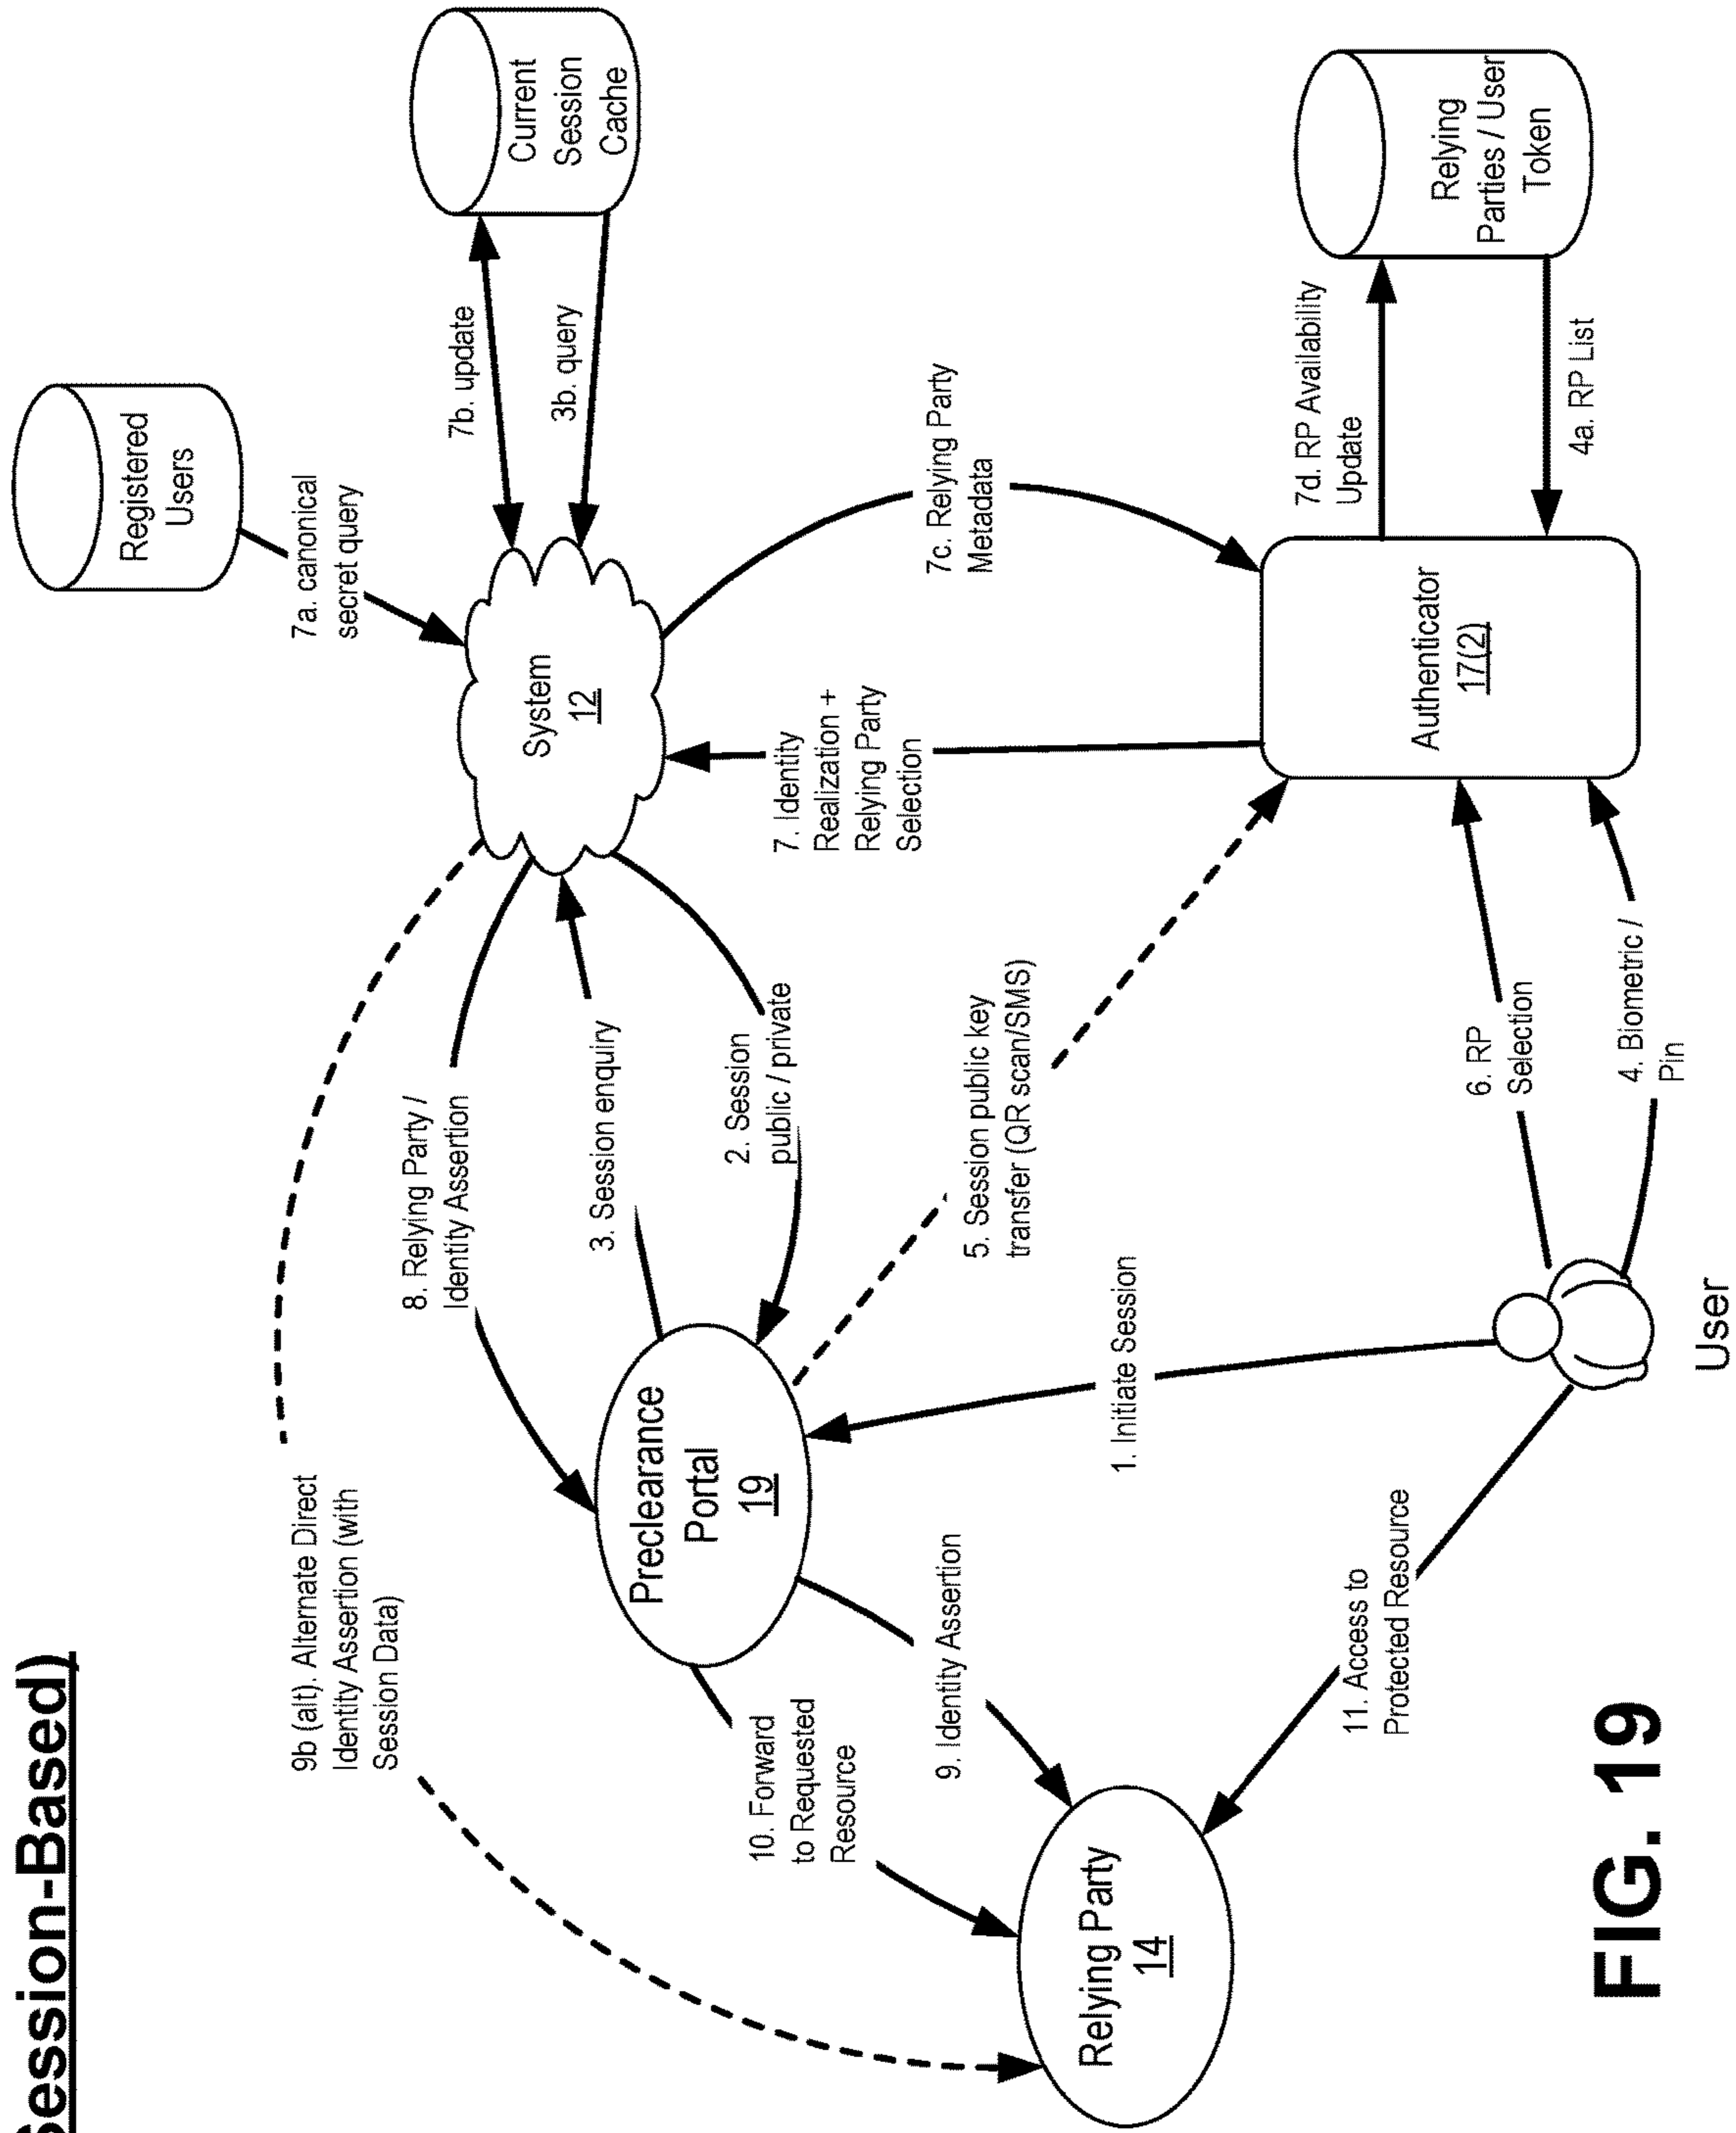 Session-Based)
9b (alt). Alternate Direct
Identity Assertion (with
Session Data)
8. Relying Party /
Identity Assertion
7a. canonical
secret query
Registered
Users
7b. update
3b. query
Current
Session
Cache
System
12
3. Session enquiry
2. Session
public / private
Preclearance
Portal
19
10. Forward
to Requested
Resource
9. Identity Assertion
5. Session public key
transfer (QR scan/SMS)
7. Identity
Realization +
Relying Party
Selection
7c. Relying Party
Metadata
Relying Party
14
1. Initiate Session
11. Access to
Protected Resource
6. RP
Selection
4. Biometric /
Pin
Authenticator
17(2)
7d. RP Availability
Update
4a. RP List
Relying
Parties / User
Token
User
FIG. 19